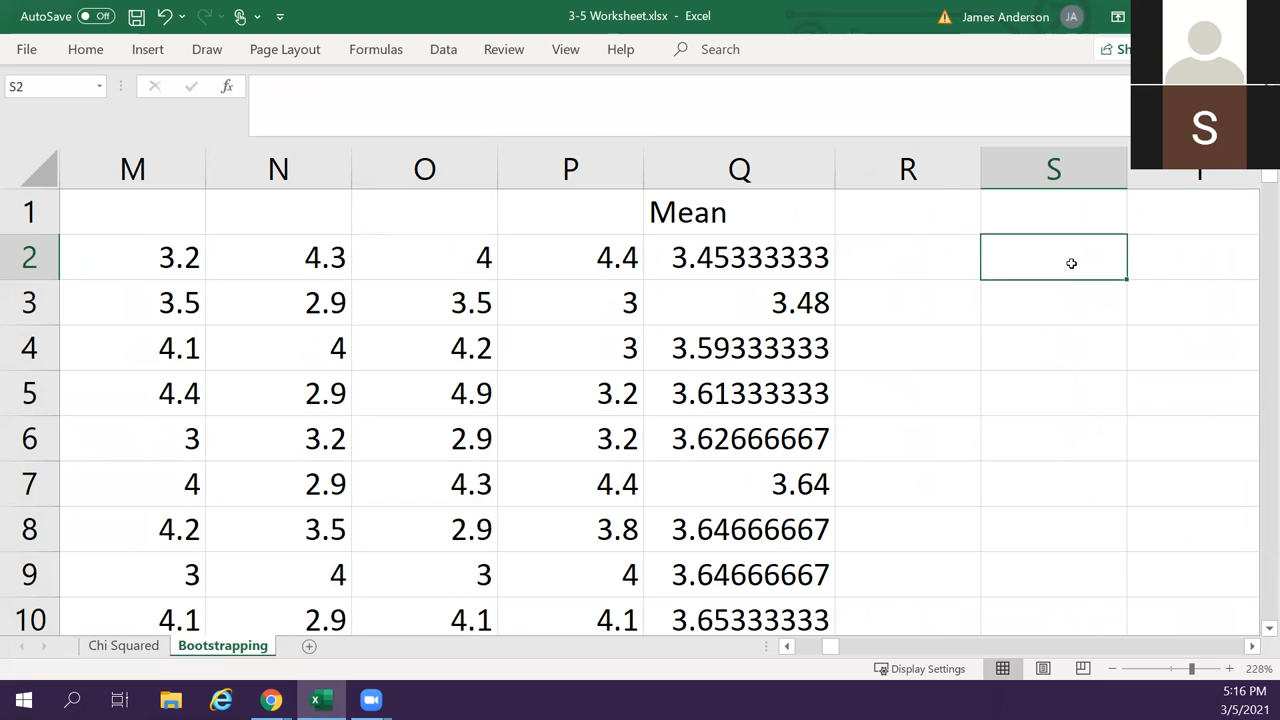 AutoSave Off 3-5 Worksheet.xlsx - Excel James Anderson JA
File Home Insert Draw Page Layout Formulas Data Review View Help Search Sh
S2 fx
S
M N O P Q R S
1 Mean
2 3.2 4.3 4 4.4 3.45333333
3 3.5 2.9 3.5 3 3.48
4 4.1 4 4.2 3 3.59333333
5 4.4 2.9 4.9 3.2 3.61333333
6 3 3.2 2.9 3.2 3.62666667
7 4 2.9 4.3 4.4 3.64
8 4.2 3.5 2.9 3.8 3.64666667
9 3 4 3 4 3.64666667
10 4.1 2.9 4.1 4.1 3.65333333
Chi Squared Bootstrapping
Display Settings 228%
5:16 PM
3/5/2021